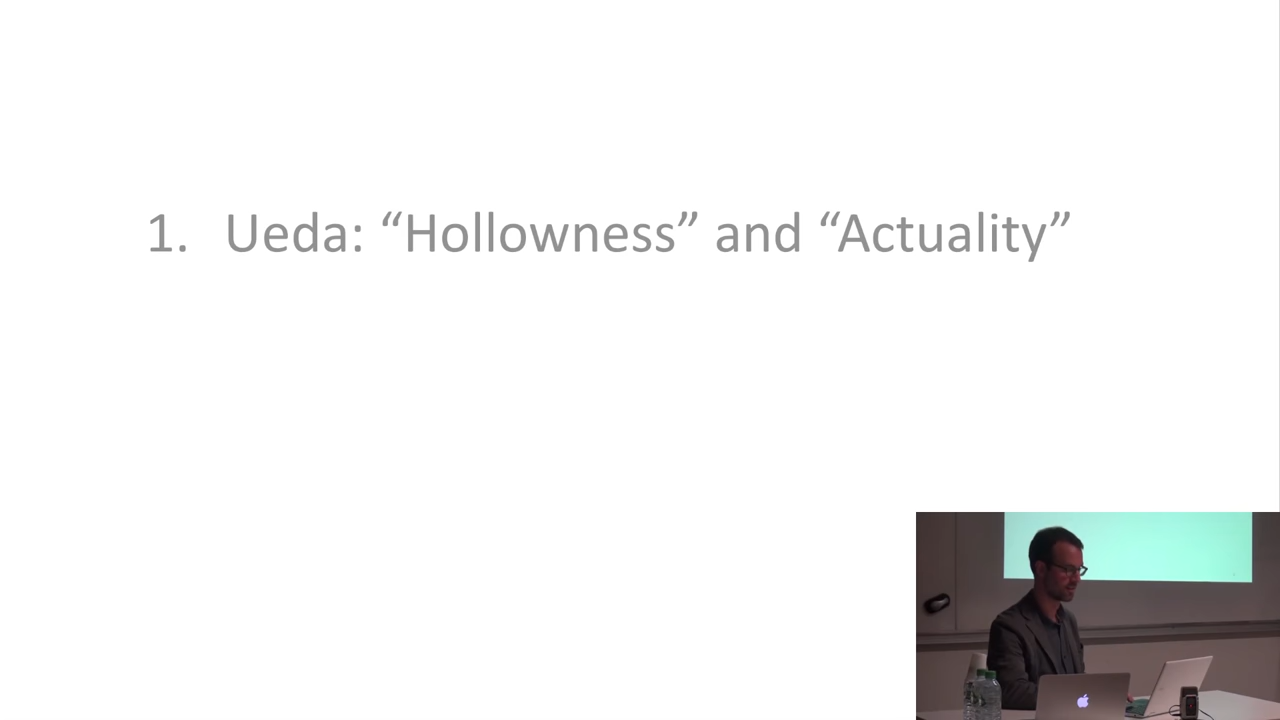 1. Ueda: “Hollowness” and “Actuality”